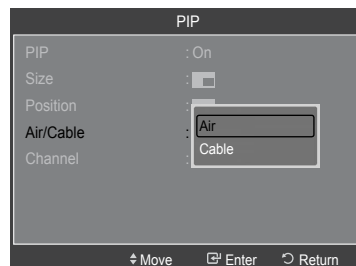 PIP
PIP : On
Size :
Position :
Air/Cable : Air
Cable
Channel :
Move Enter Return